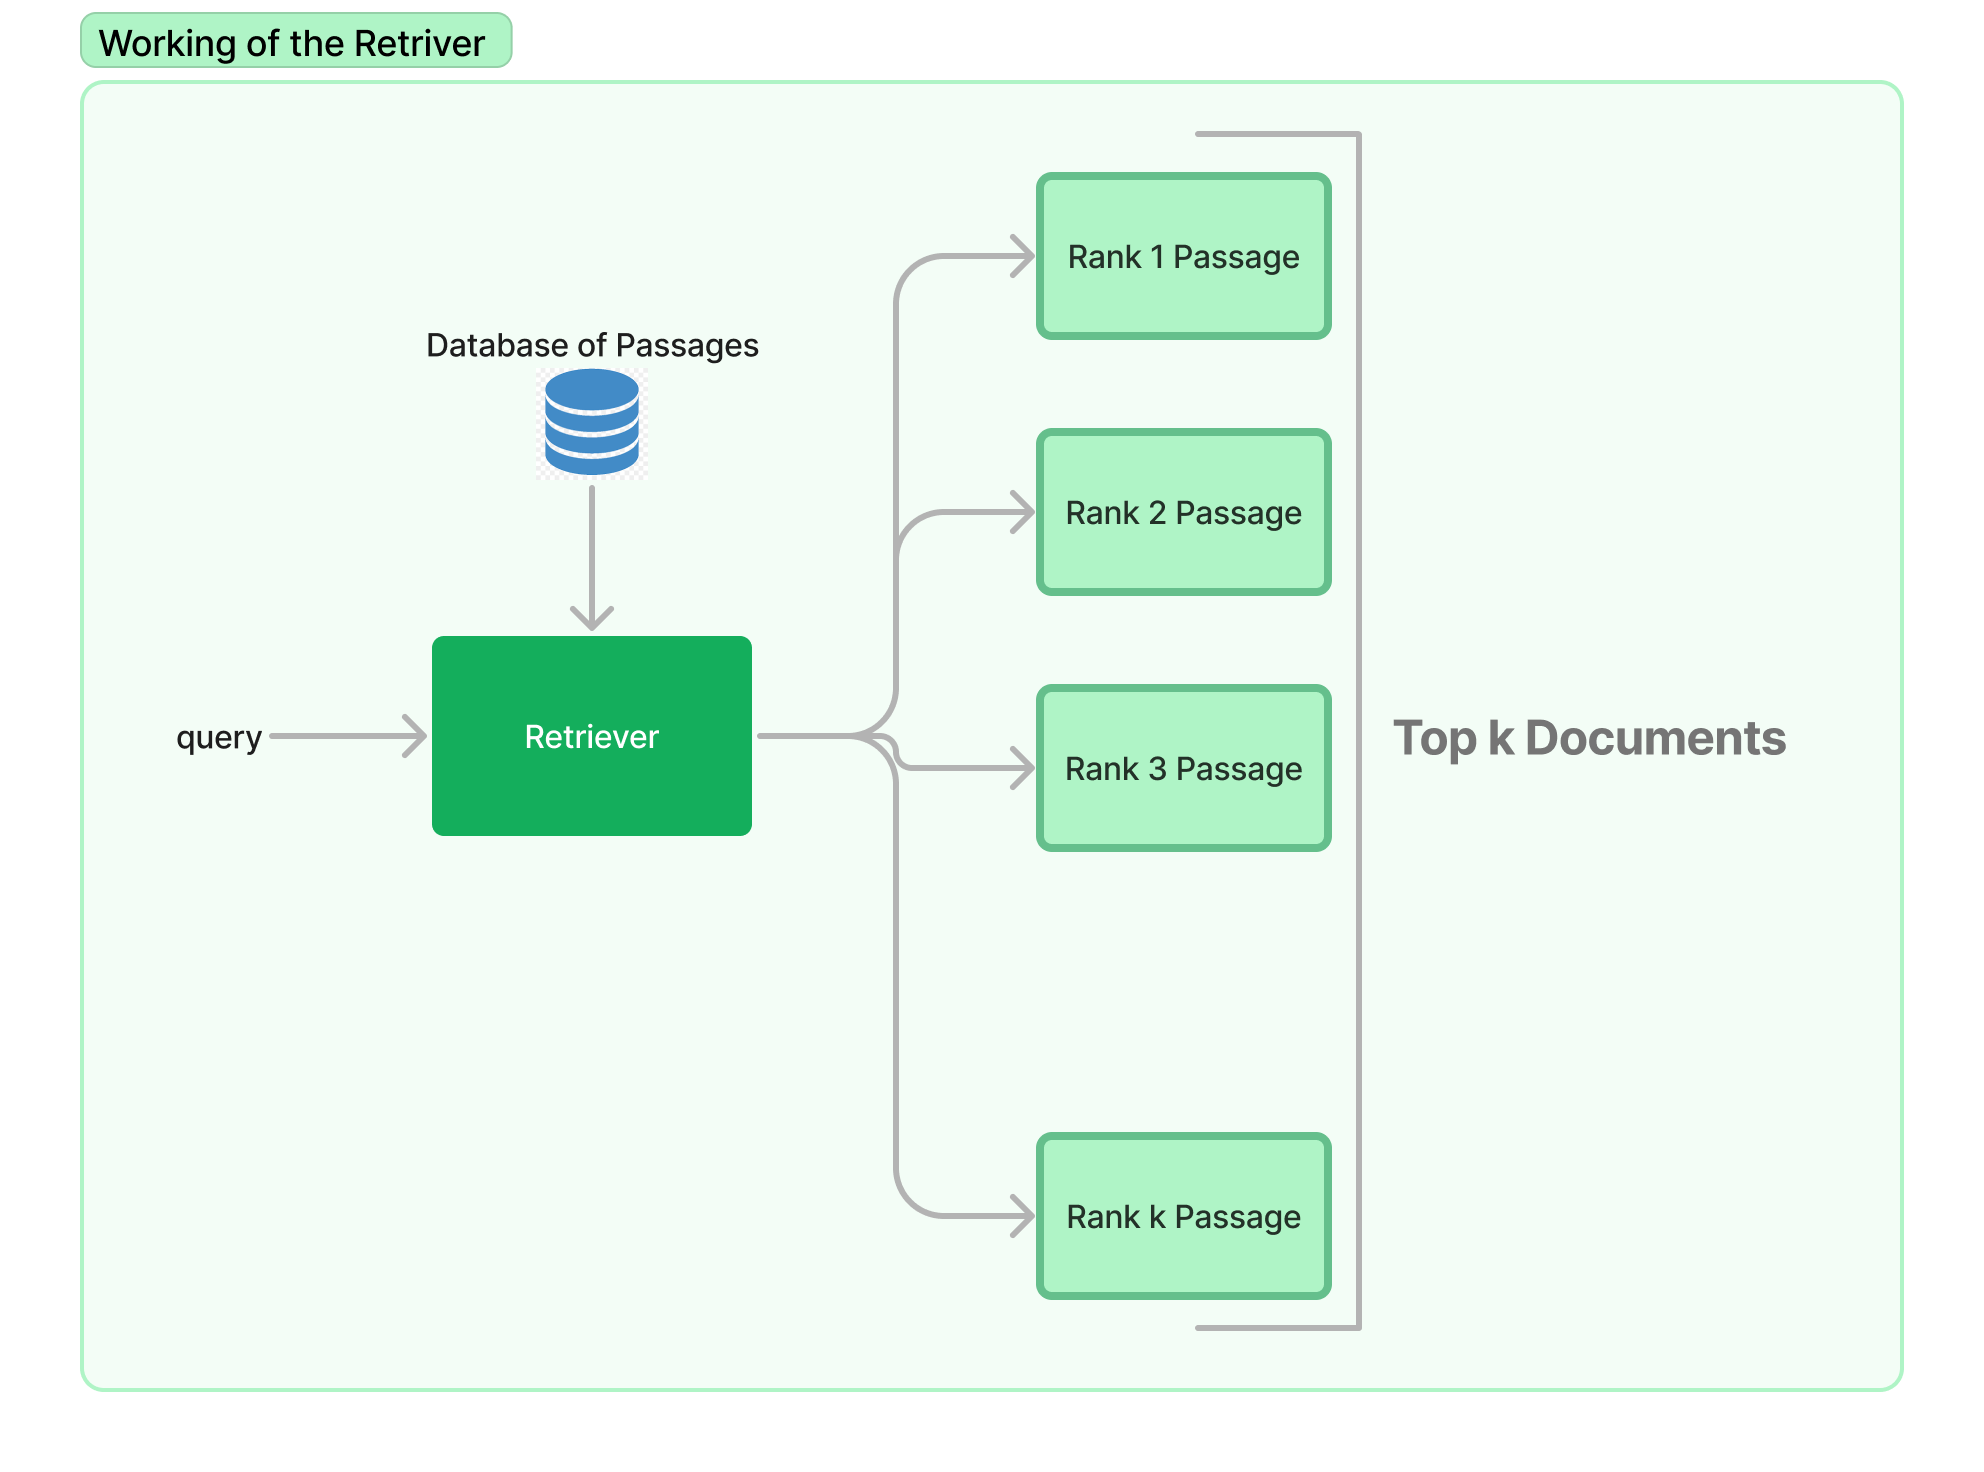 Working of the Retriver
Database of Passages
query
Retriever
Rank 1 Passage
Rank 2 Passage
Rank 3 Passage
Rank k Passage
Top k Documents